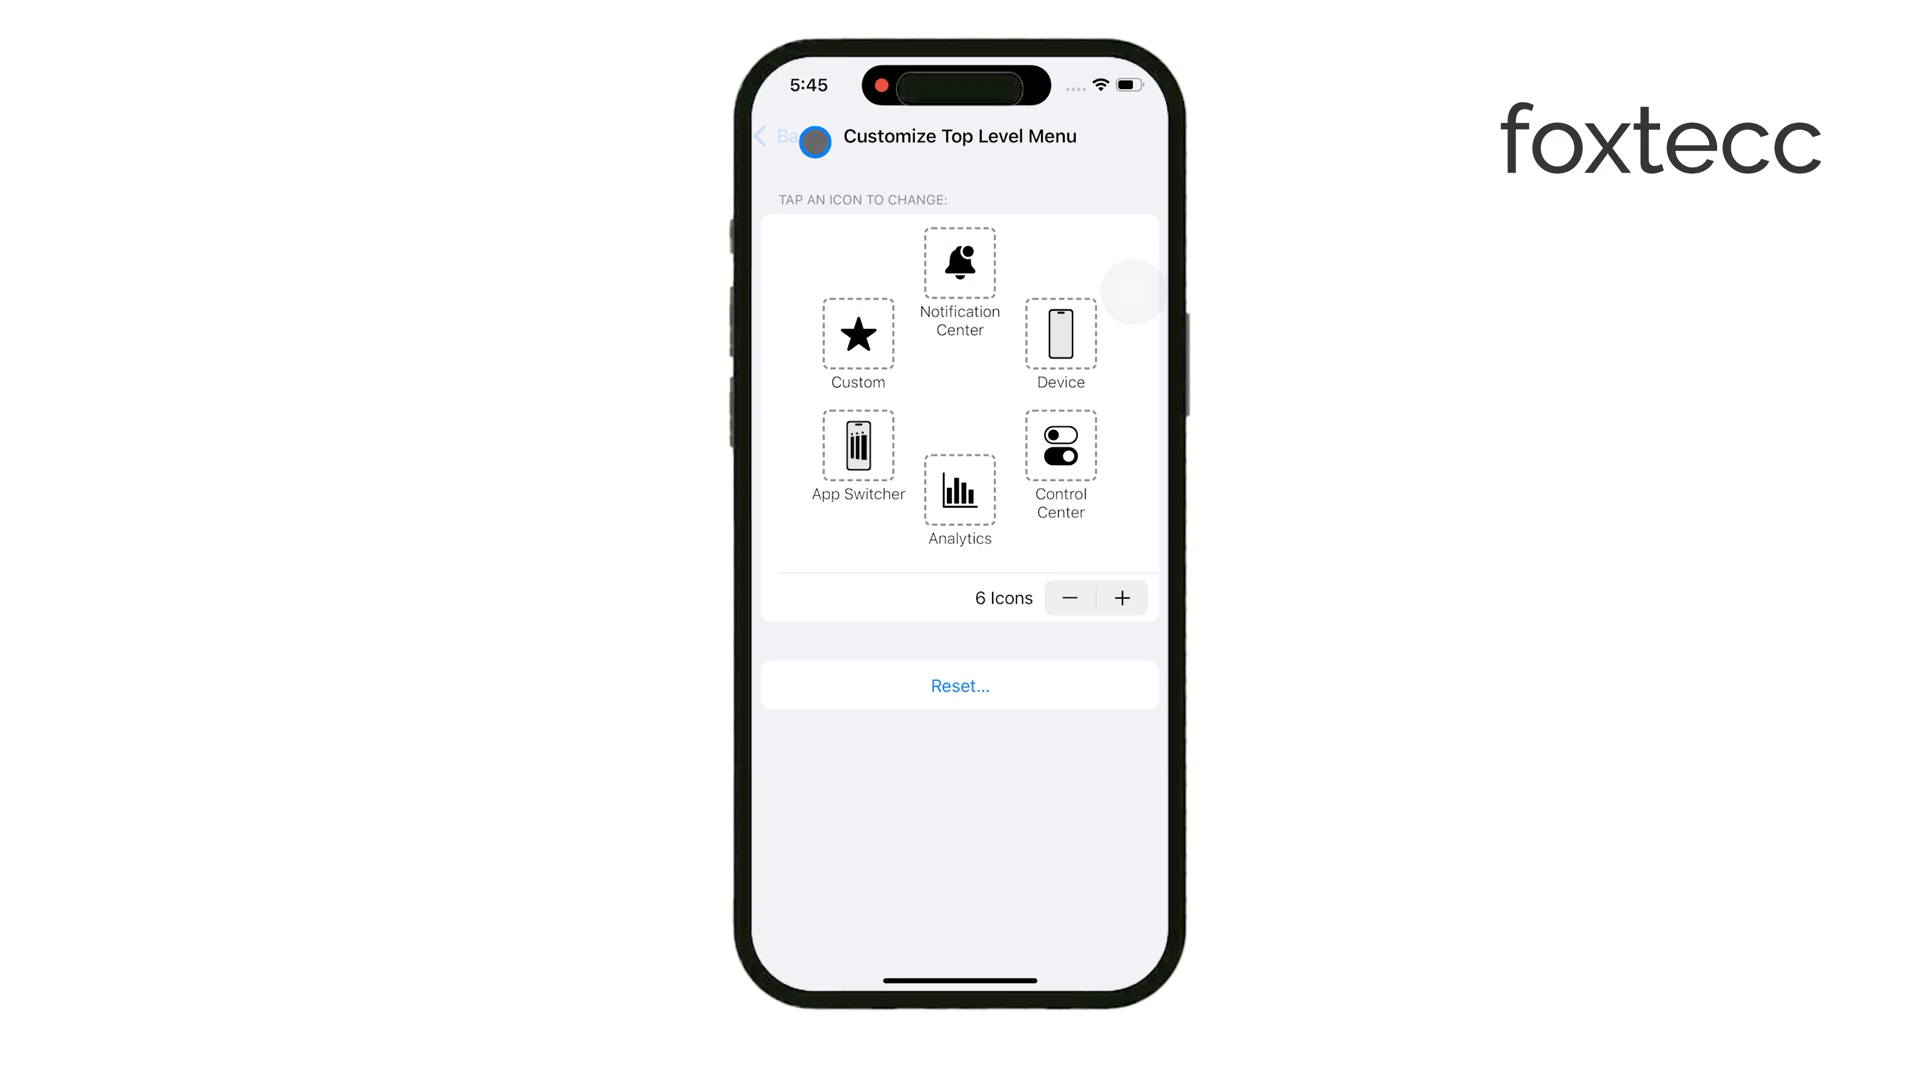 5:45
foxtecc
Ba
Customize Top Level Menu
TAP AN ICON TO CHANGE:
Notification
Center
Custom
Device
App Switcher
Control
Center
Analytics
6 Icons
Reset...